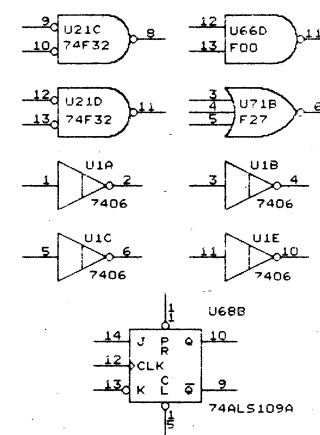 9 U21C 8
10 74F32
12 U66D 11
13 F00
12 U21D 11
13 74F32
3 U71B 6
4 F27
5
U1A
1 2
7406
U1B
3 4
7406
U1C
5 6
7406
U1E
11 10
7406
1
1 U68B
14 J P Q 10
R
12 CLK
13 K C Q 9
L
1
5 74ALS109A